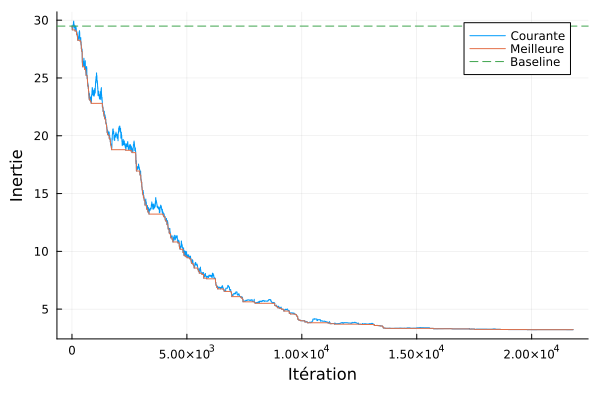 30
25
20
15
10
5
Inertie
Courante
Meilleure
Baseline
0
5.00×10³
1.00×10⁴
1.50×10⁴
2.00×10⁴
Itération